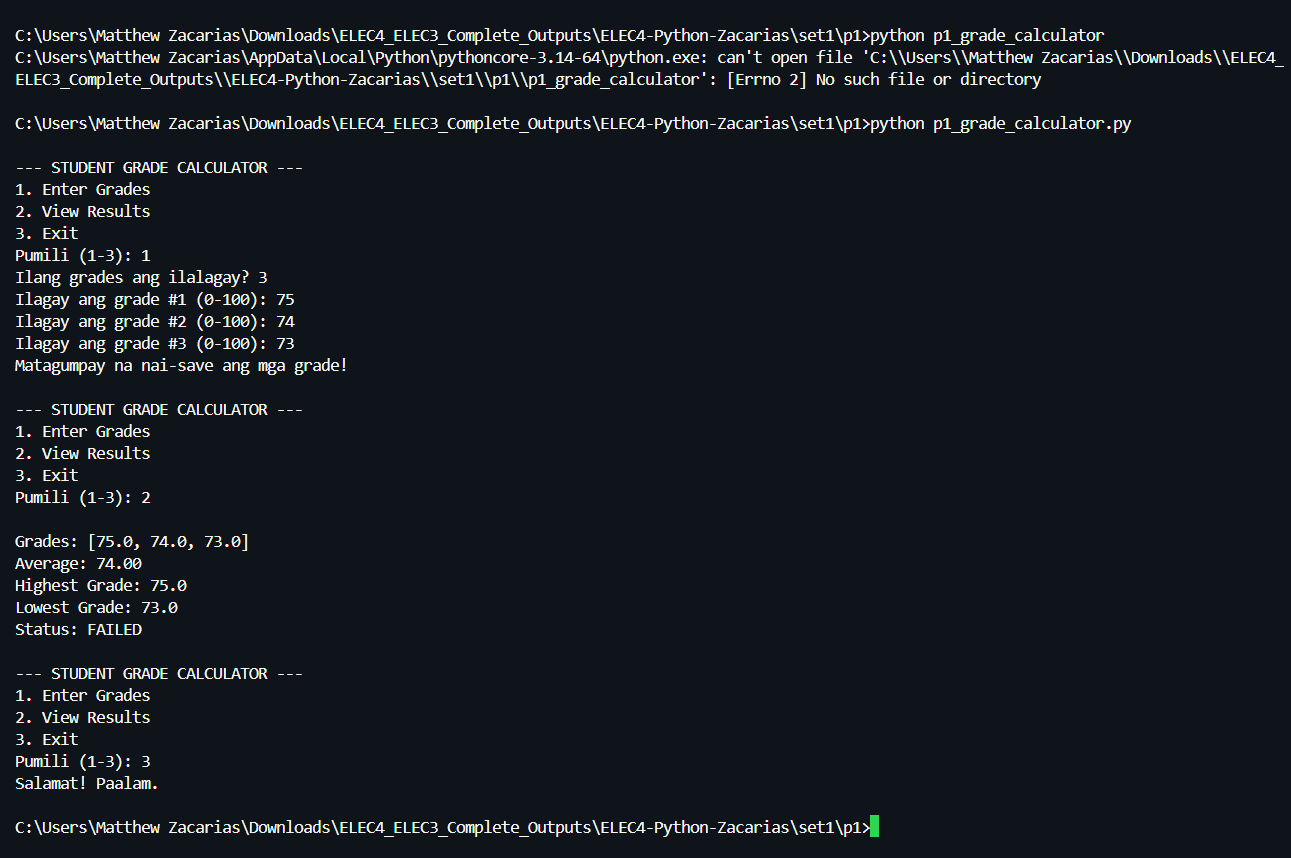 C:\Users\Matthew Zacarias\Downloads\ELEC4_ELEC3_Complete_Outputs\ELEC4-Python-Zacarias\set1\p1>python p1_grade_calculator
C:\Users\Matthew Zacarias\AppData\Local\Python\pythoncore-3.14-64\python.exe: can't open file 'C:\\Users\\Matthew Zacarias\\Downloads\\ELEC4_
ELEC3_Complete_Outputs\\ELEC4-Python-Zacarias\\set1\\p1\\p1_grade_calculator': [Errno 2] No such file or directory
C:\Users\Matthew Zacarias\Downloads\ELEC4_ELEC3_Complete_Outputs\ELEC4-Python-Zacarias\set1\p1>python p1_grade_calculator.py
--- STUDENT GRADE CALCULATOR ---
1. Enter Grades
2. View Results
3. Exit
Pumili (1-3): 1
Ilang grades ang ilalagay? 3
Ilagay ang grade #1 (0-100): 75
Ilagay ang grade #2 (0-100): 74
Ilagay ang grade #3 (0-100): 73
Matagumpay na nai-save ang mga grade!
--- STUDENT GRADE CALCULATOR ---
1. Enter Grades
2. View Results
3. Exit
Pumili (1-3): 2
Grades: [75.0, 74.0, 73.0]
Average: 74.00
Highest Grade: 75.0
Lowest Grade: 73.0
Status: FAILED
--- STUDENT GRADE CALCULATOR ---
1. Enter Grades
2. View Results
3. Exit
Pumili (1-3): 3
Salamat! Paalam.
C:\Users\Matthew Zacarias\Downloads\ELEC4_ELEC3_Complete_Outputs\ELEC4-Python-Zacarias\set1\p1>